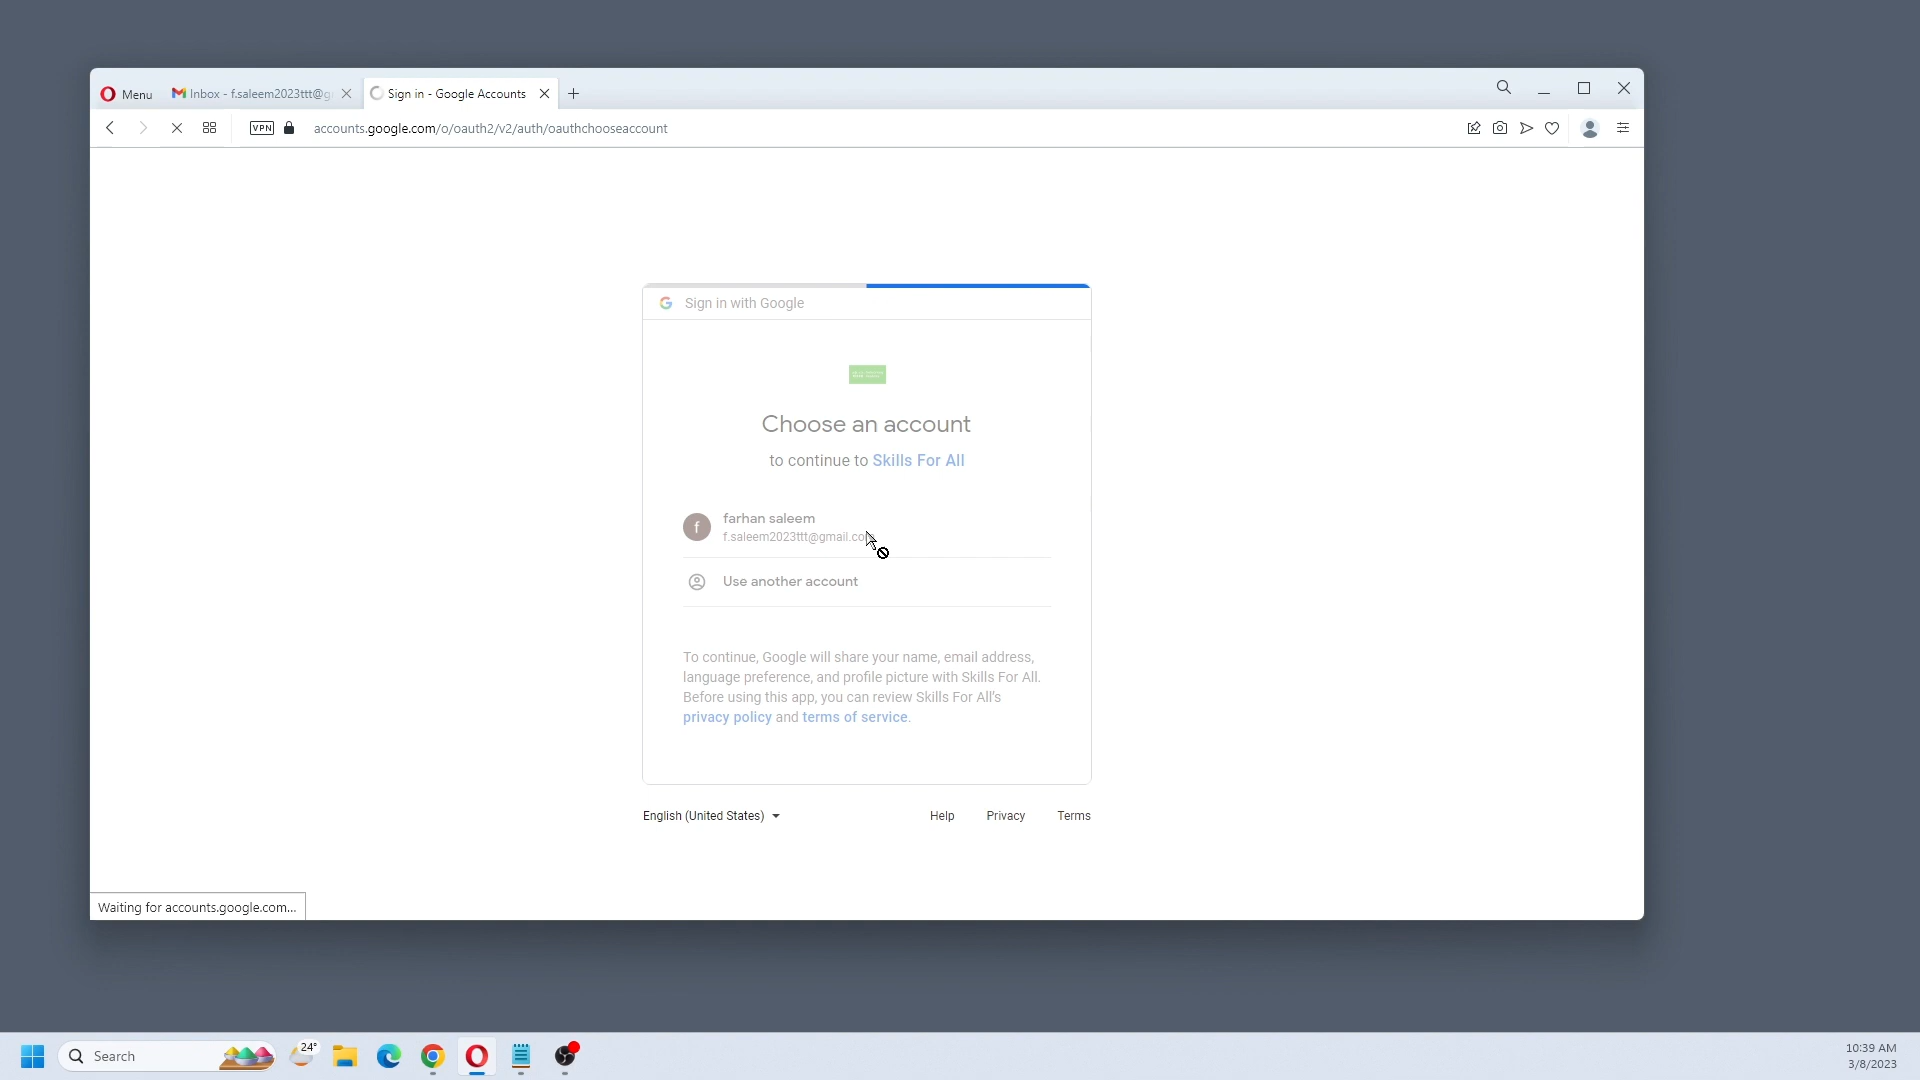 Menu
Inbox - f.saleem2023ttt@g
Sign in - Google Accounts
VPN
accounts.google.com/o/oauth2/v2/auth/oauthchooseaccount
Sign in with Google
Choose an account
to continue to Skills For All
f
farhan saleem
f.saleem2023ttt@gmail.com
Use another account
To continue, Google will share your name, email address,
language preference, and profile picture with Skills For All.
Before using this app, you can review Skills For All's
privacy policy and terms of service.
English (United States)
Help
Privacy
Terms
Waiting for accounts.google.com...
Search
24°
10:39 AM
3/8/2023